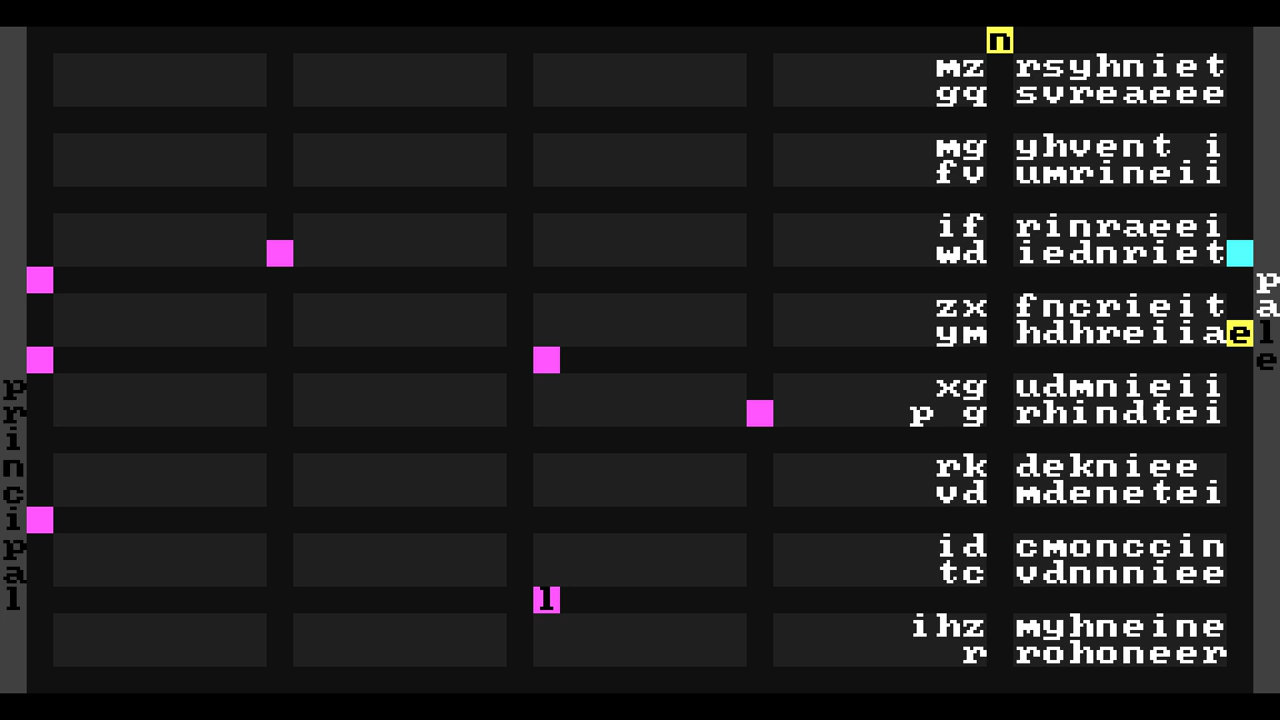 n
mz rsyhniet
gq svreaeee
mg yhvent i
fv umrineii
if rinraeei
wd iednriet
zx fncrieit
ym hdhreiiae
xg udmnieii
p g rhindtei
rk dekniee
vd mdenetei
id cmonccin
tc vdnnniee
l
ihz myhneine
r rohoneer
principal
pale